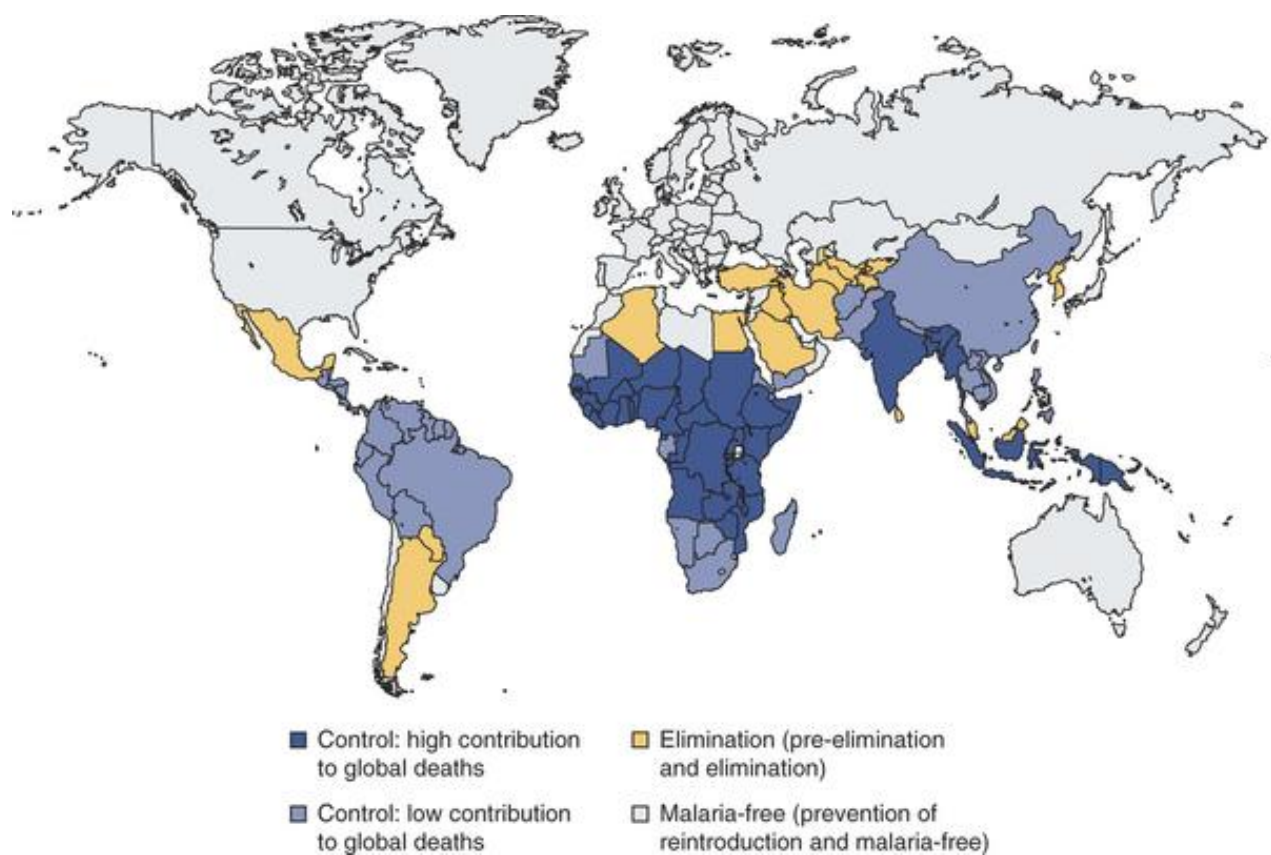 Control: high contribution
to global deaths
Control: low contribution
to global deaths
Elimination (pre-elimination
and elimination)
Malaria-free (prevention of
reintroduction and malaria-free)